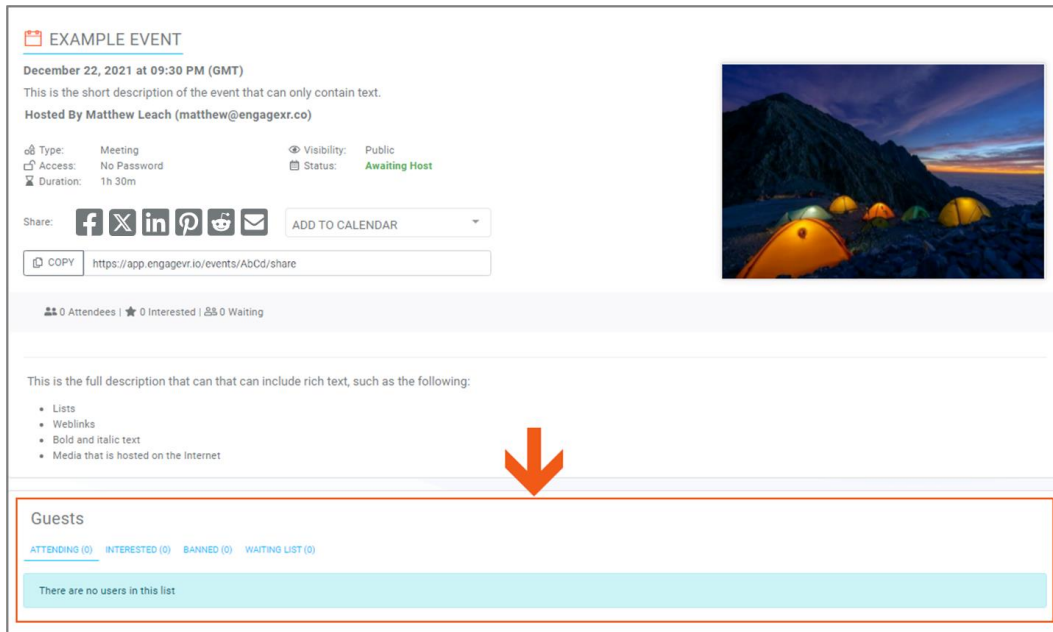 EXAMPLE EVENT
December 22, 2021 at 09:30 PM (GMT)
This is the short description of the event that can only contain text.
Hosted By Matthew Leach (matthew@engagexr.co)
Type: Meeting Visibility: Public
Access: No Password Status: Awaiting Host
Duration: 1h 30m
Share: ADD TO CALENDAR
COPY https://app.engagevr.io/events/AbCd/share
0 Attendees | 0 Interested | 0 Waiting
This is the full description that can that can include rich text, such as the following:
• Lists
• Weblinks
• Bold and italic text
• Media that is hosted on the Internet
Guests
ATTENDING (0) INTERESTED (0) BANNED (0) WAITING LIST (0)
There are no users in this list